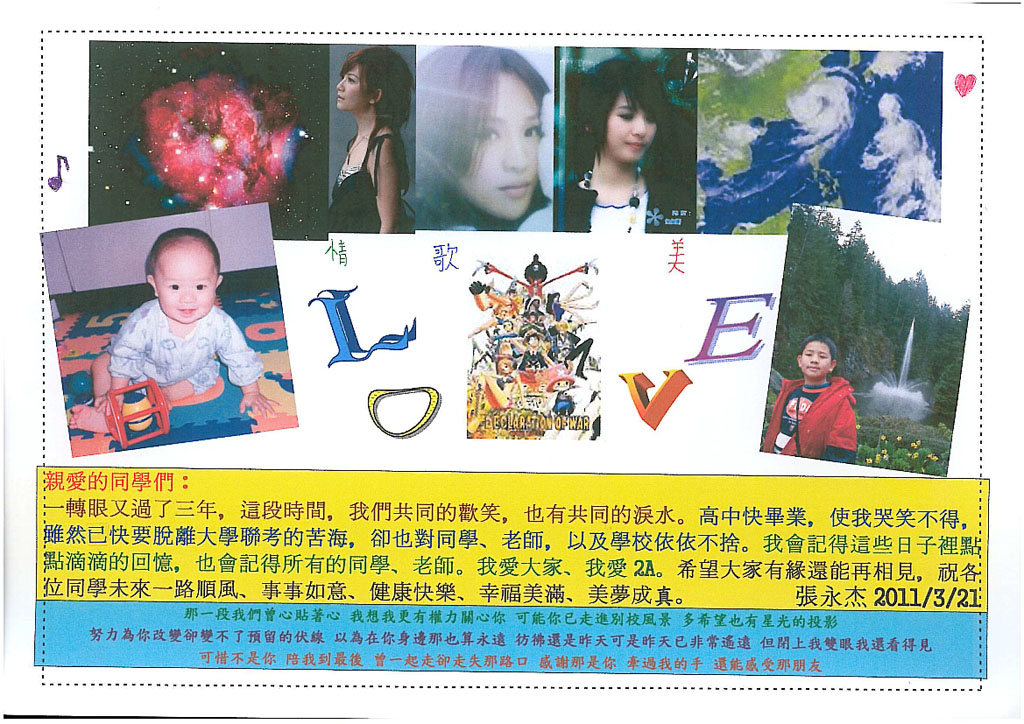 情 歌 美
L O V E
DECLARATION OF WAR
親愛的同學們：
一轉眼又過了三年，這段時間，我們共同的歡笑，也有共同的淚水。高中快畢業，使我哭笑不得，
雖然已快要脫離大學聯考的苦海，卻也對同學、老師，以及學校依依不捨。我會記得這些日子裡點
點滴滴的回憶，也會記得所有的同學、老師。我愛大家、我愛 2A。希望大家有緣還能再相見，祝各
位同學未來一路順風、事事如意、健康快樂、幸福美滿、美夢成真。 張永杰 2011/3/21
那一段我們曾心貼著心 我想我更有權力關心你 可能你已走進別校風景 多希望也有星光的投影
努力為你改變卻變不了預留的伏線 以為在你身邊那也算永遠 彷彿還是昨天可是昨天已非常遙遠 但閉上我雙眼我還看得見
可惜不是你 陪我到最後 曾一起走卻走失那路口 感謝那是你 牽過我的手 還能感受那朋友